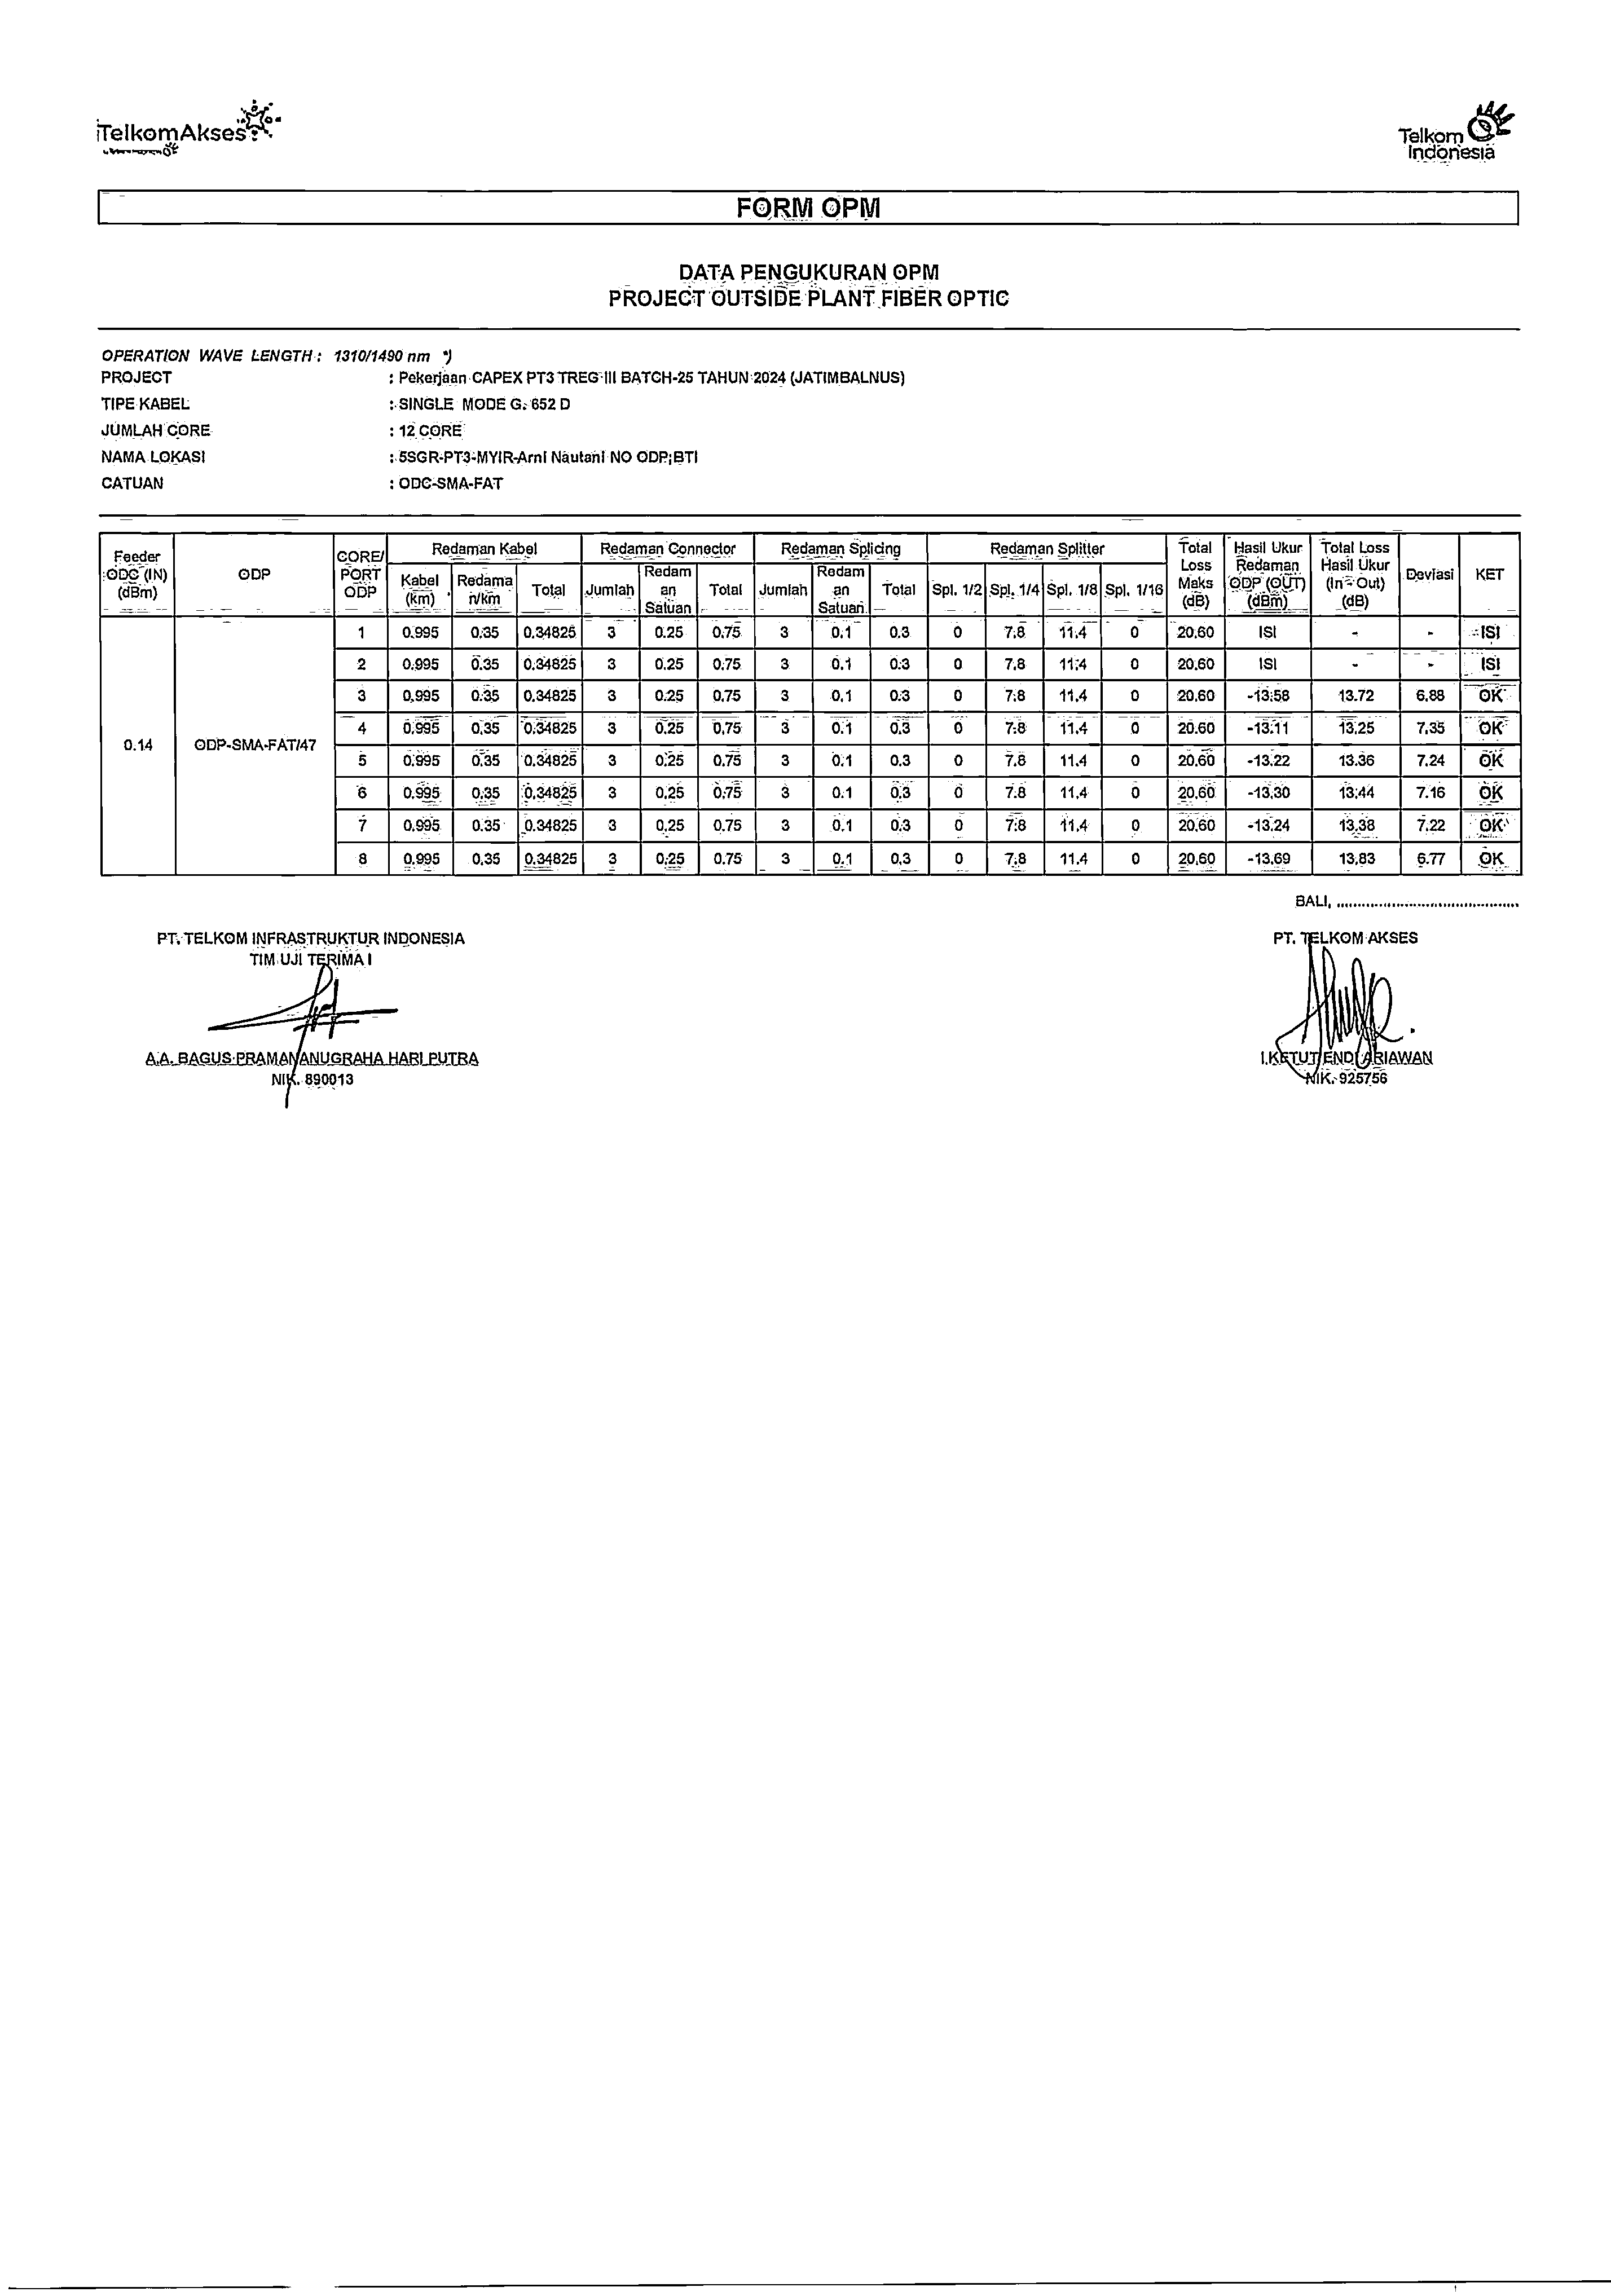 TelkomAkses
Telkom
Indonesia
FORM OPM
DATA PENGUKURAN OPM
PROJECT OUTSIDE PLANT FIBER OPTIC
OPERATION WAVE LENGTH : 1310/1490 nm *)
PROJECT : Pekerjaan CAPEX PT3 TREG III BATCH-25 TAHUN 2024 (JATIMBALNUS)
TIPE KABEL : SINGLE MODE G. 652 D
JUMLAH CORE : 12 CORE
NAMA LOKASI : 5SGR-PT3-MYIR-Arni Nautani NO ODP;BTI
CATUAN : ODC-SMA-FAT
Feeder ODC (IN) (dBm) ODP CORE/ PORT ODP Redaman Kabel Redaman Connector Redaman Splicing Redaman Splitter Total Loss Maks (dB) Hasil Ukur Redaman ODP (OUT) (dBm) Total Loss Hasil Ukur (In - Out) (dB) Deviasi KET
Kabel (km) Redaman/km Total Jumlah Redaman Satuan Total Jumlah Redaman Satuan Total Spl. 1/2 Spl. 1/4 Spl. 1/8 Spl. 1/16
0.14 ODP-SMA-FAT/47
1 0.995 0.35 0.34825 3 0.25 0.75 3 0.1 0.3 0 7.8 11.4 0 20.60 ISI - - ISI
2 0.995 0.35 0.34825 3 0.25 0.75 3 0.1 0.3 0 7.8 11.4 0 20.60 ISI - - ISI
3 0.995 0.35 0.34825 3 0.25 0.75 3 0.1 0.3 0 7.8 11.4 0 20.60 -13.58 13.72 6.88 OK
4 0.995 0.35 0.34825 3 0.25 0.75 3 0.1 0.3 0 7.8 11.4 0 20.60 -13.11 13.25 7.35 OK
5 0.995 0.35 0.34825 3 0.25 0.75 3 0.1 0.3 0 7.8 11.4 0 20.60 -13.22 13.36 7.24 OK
6 0.995 0.35 0.34825 3 0.25 0.75 3 0.1 0.3 0 7.8 11.4 0 20.60 -13.30 13.44 7.16 OK
7 0.995 0.35 0.34825 3 0.25 0.75 3 0.1 0.3 0 7.8 11.4 0 20.60 -13.24 13.38 7.22 OK
8 0.995 0.35 0.34825 3 0.25 0.75 3 0.1 0.3 0 7.8 11.4 0 20.60 -13.69 13.83 6.77 OK
BALI, ............................................
PT. TELKOM INFRASTRUKTUR INDONESIA
TIM UJI TERIMA I
A.A. BAGUS PRAMANANUGRAHA HARI PUTRA
NIK. 890013
PT. TELKOM AKSES
I KETUT ENDI ARIAWAN
NIK. 925756